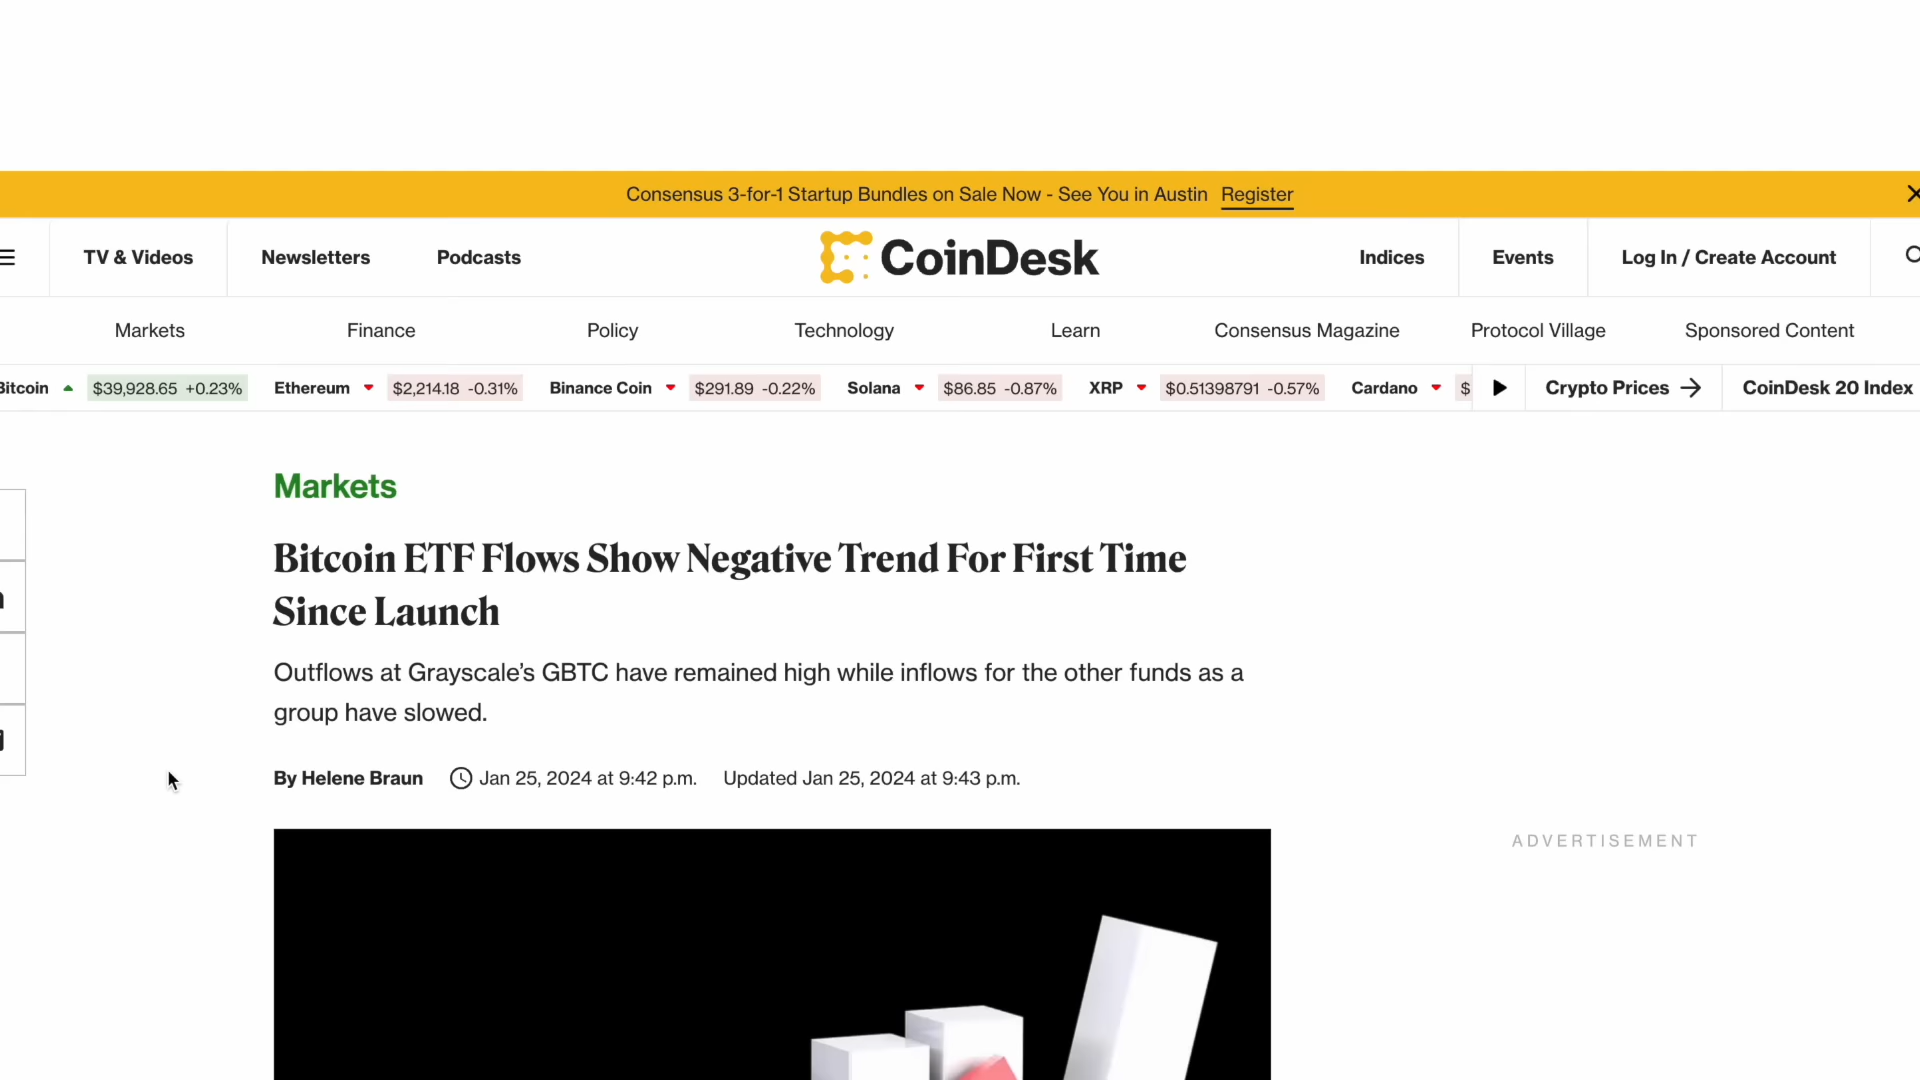 Consensus 3-for-1 Startup Bundles on Sale Now - See You in Austin Register
TV & Videos Newsletters Podcasts CoinDesk Indices Events Log In / Create Account
Markets Finance Policy Technology Learn Consensus Magazine Protocol Village Sponsored Content
Bitcoin $39,928.65 +0.23% Ethereum $2,214.18 -0.31% Binance Coin $291.89 -0.22% Solana $86.85 -0.87% XRP $0.51398791 -0.57% Cardano $ Crypto Prices CoinDesk 20 Index
Markets
Bitcoin ETF Flows Show Negative Trend For First Time
Since Launch
Outflows at Grayscale’s GBTC have remained high while inflows for the other funds as a
group have slowed.
By Helene Braun Jan 25, 2024 at 9:42 p.m. Updated Jan 25, 2024 at 9:43 p.m.
ADVERTISEMENT